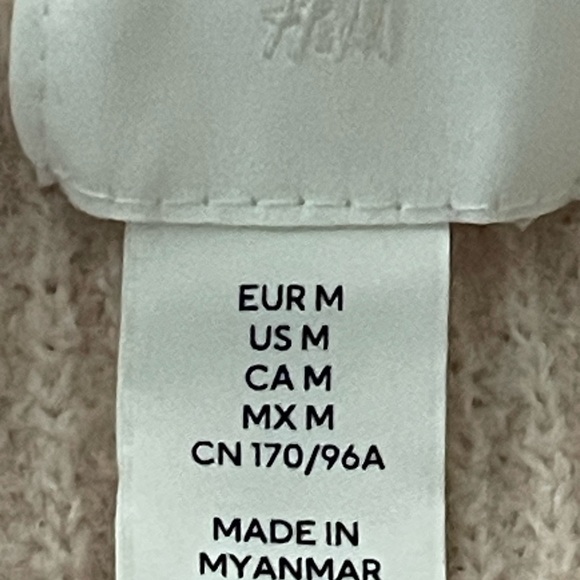 H&M
EUR M
US M
CA M
MX M
CN 170/96A
MADE IN
MYANMAR